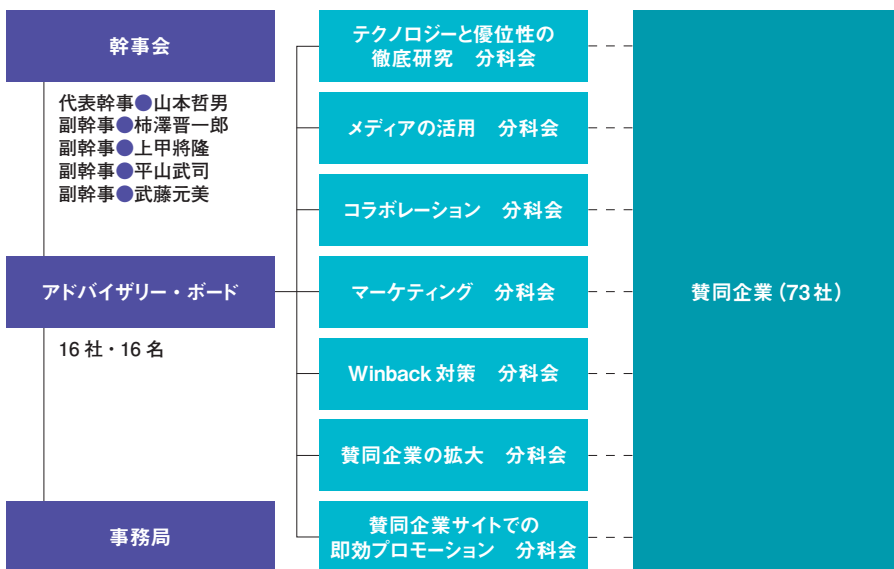 幹事会
代表幹事●山本哲男
副幹事●柿澤晋一郎
副幹事●上甲將隆
副幹事●平山武司
副幹事●武藤元美
アドバイザリー・ボード
16社・16名
事務局
テクノロジーと優位性の
徹底研究　分科会
メディアの活用　分科会
コラボレーション　分科会
マーケティング　分科会
Winback対策　分科会
賛同企業の拡大　分科会
賛同企業サイトでの
即効プロモーション　分科会
賛同企業(73社)